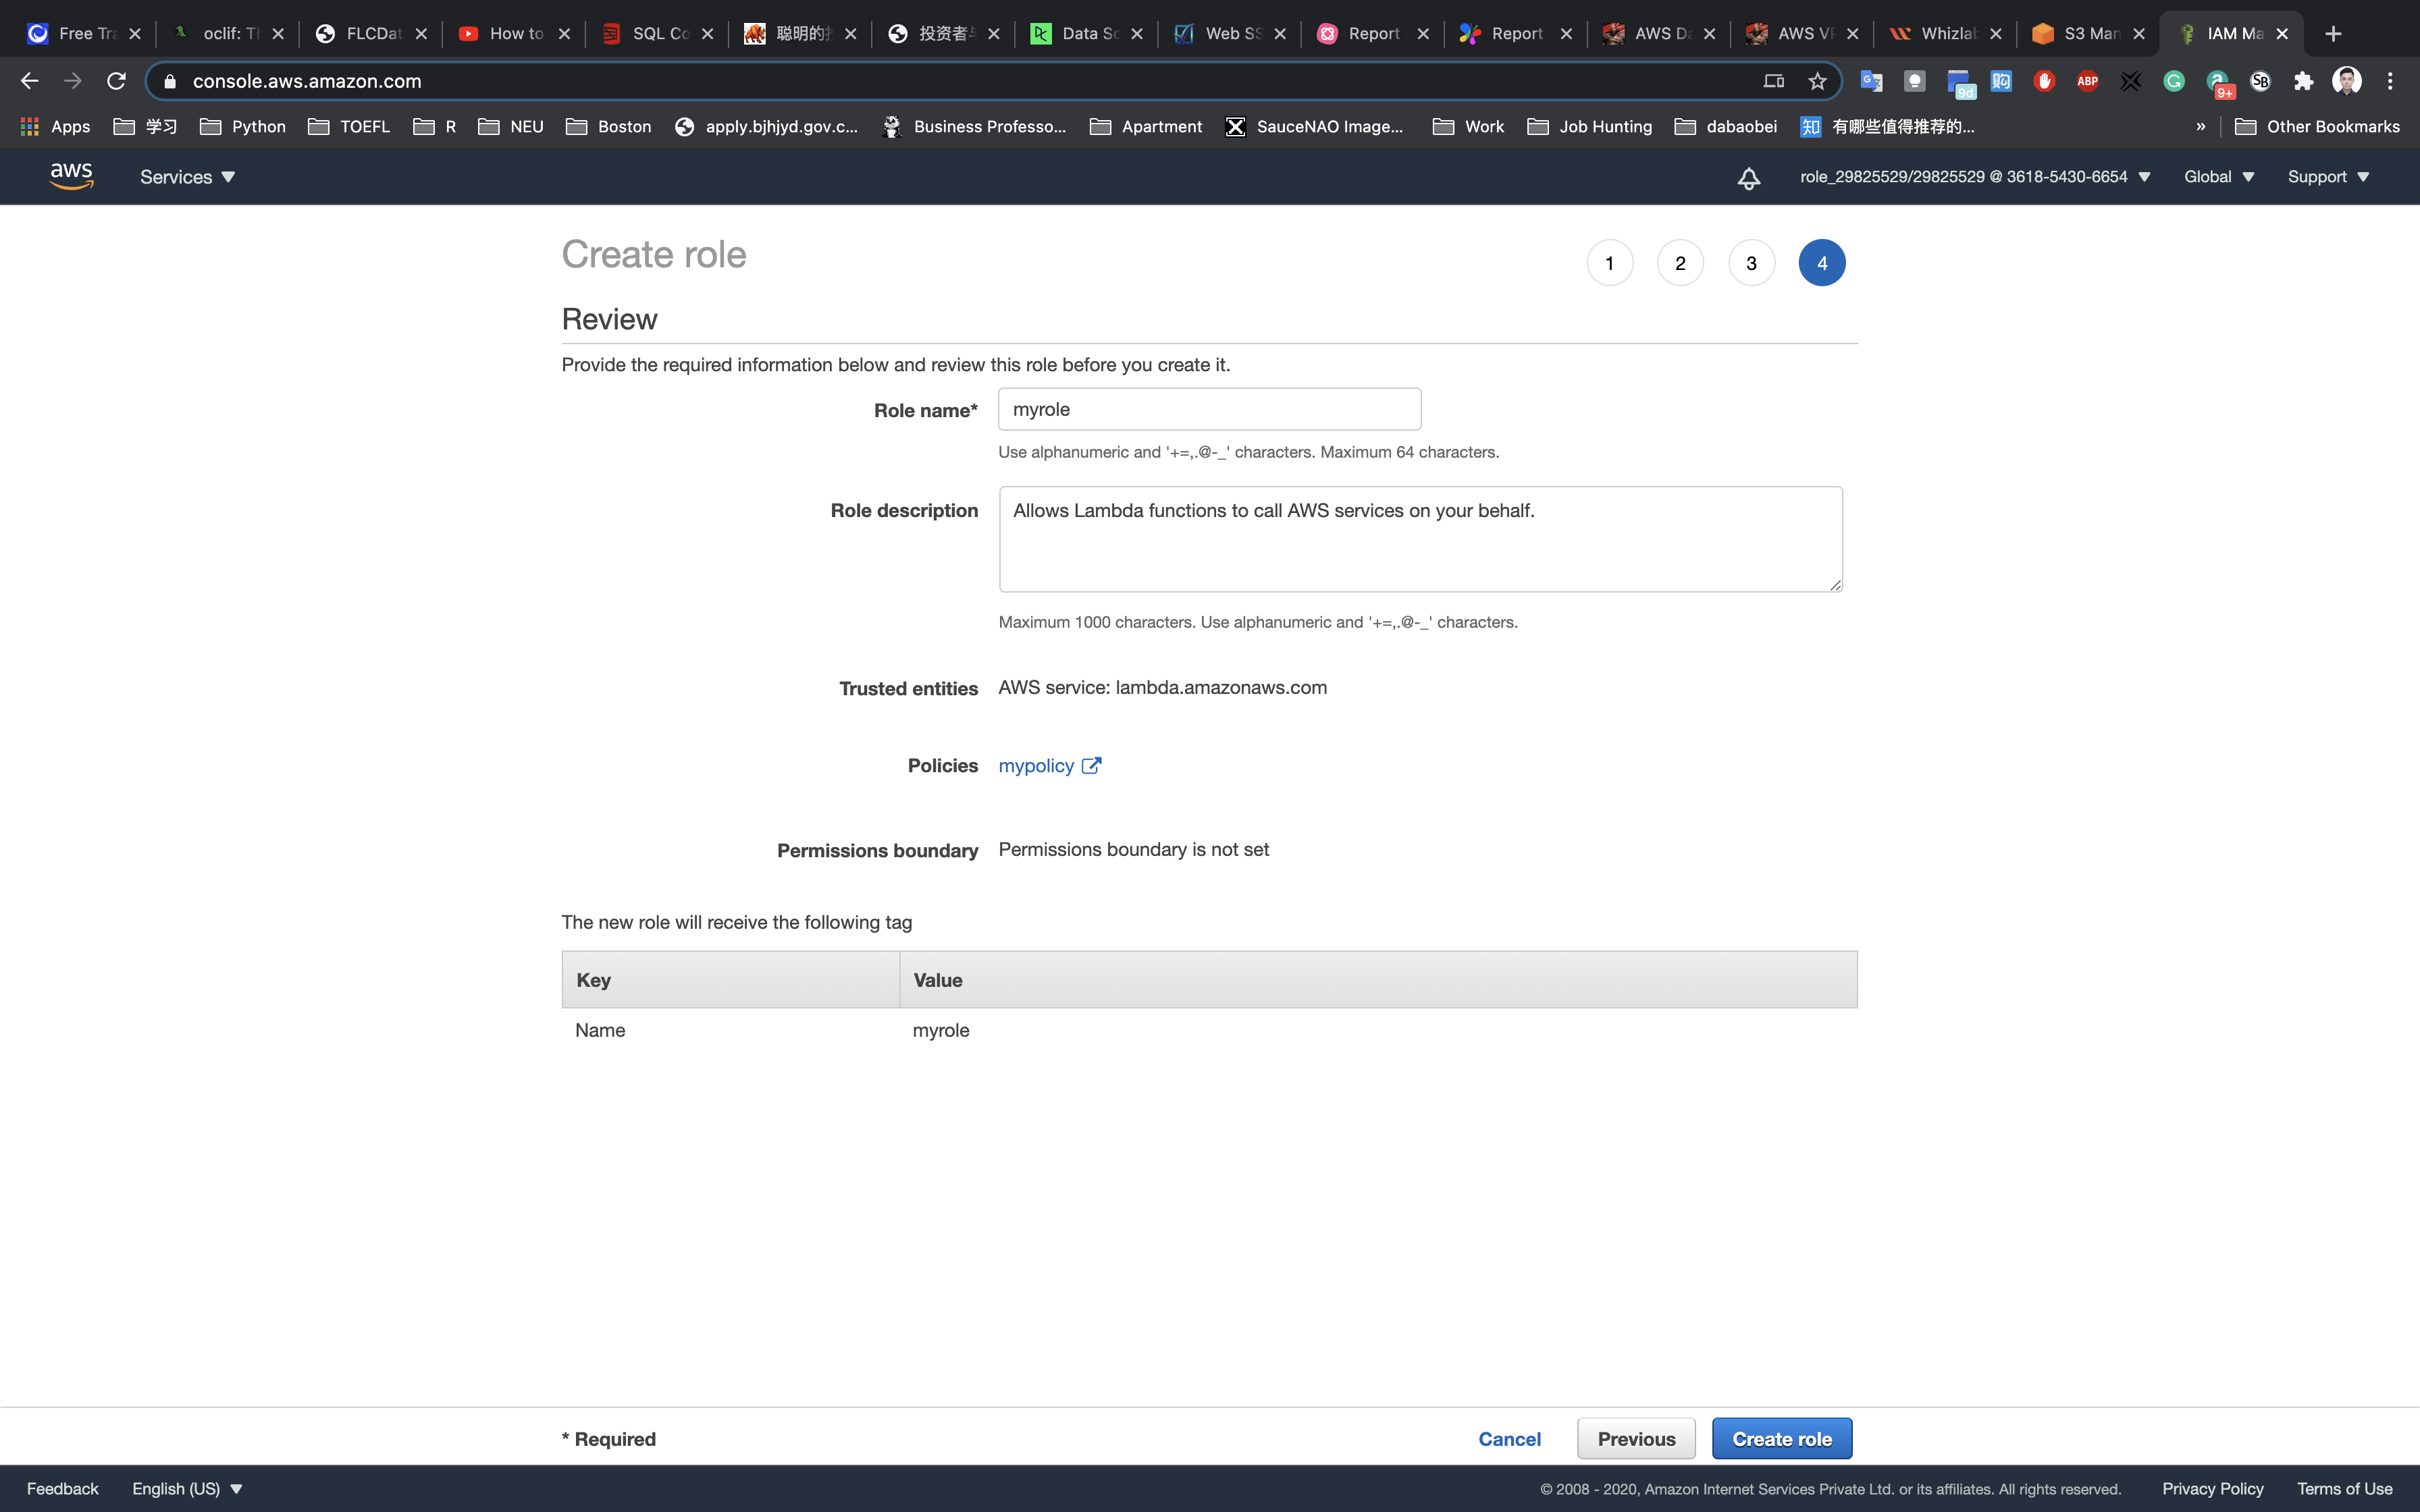 Free Tra
oclif: Th
FLCDat
How to
SQL Co
聪明的投
投资者与
Data Sc
Web SS
Report
Report
AWS Da
AWS VP
Whizlab
S3 Man
IAM Ma
console.aws.amazon.com
9d
ABP
9+
SB
Apps
学习
Python
TOEFL
R
NEU
Boston
apply.bjhjyd.gov.c...
Business Professo...
Apartment
SauceNAO Image...
Work
Job Hunting
dabaobei
知 有哪些值得推荐的...
»
Other Bookmarks
aws
Services
role_29825529/29825529 @ 3618-5430-6654
Global
Support
Create role
1 2 3 4
Review
Provide the required information below and review this role before you create it.
Role name* myrole
Use alphanumeric and '+=,.@-_' characters. Maximum 64 characters.
Role description Allows Lambda functions to call AWS services on your behalf.
Maximum 1000 characters. Use alphanumeric and '+=,.@-_' characters.
Trusted entities AWS service: lambda.amazonaws.com
Policies mypolicy
Permissions boundary Permissions boundary is not set
The new role will receive the following tag
Key Value
Name myrole
* Required
Cancel
Previous
Create role
Feedback
English (US)
© 2008 - 2020, Amazon Internet Services Private Ltd. or its affiliates. All rights reserved.
Privacy Policy
Terms of Use